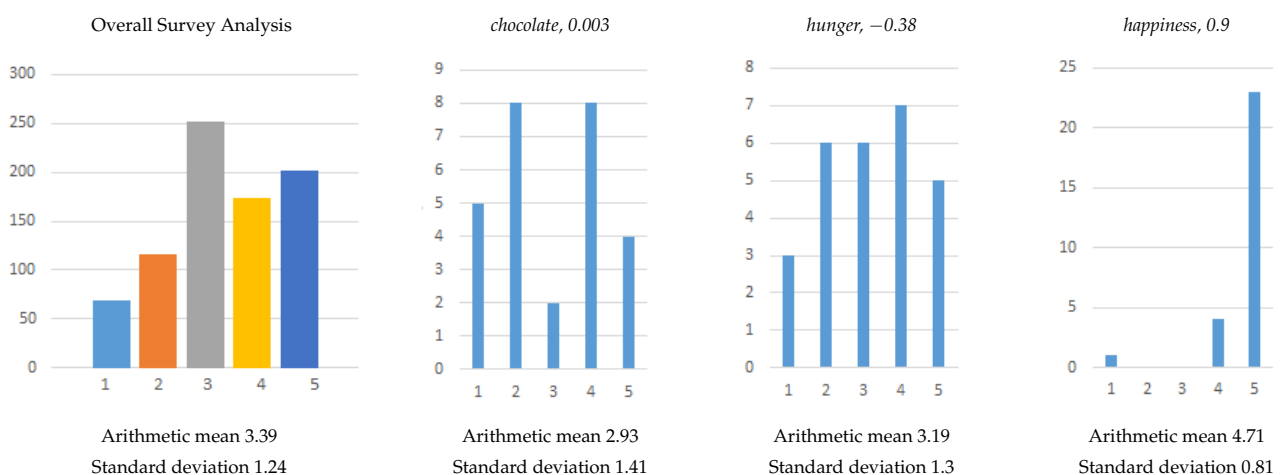 Overall Survey Analysis
300
250
200
150
100
50
0
1 2 3 4 5
Arithmetic mean 3.39
Standard deviation 1.24
chocolate, 0.003
9
8
7
6
5
4
3
2
1
0
1 2 3 4 5
Arithmetic mean 2.93
Standard deviation 1.41
hunger, −0.38
8
7
6
5
4
3
2
1
0
1 2 3 4 5
Arithmetic mean 3.19
Standard deviation 1.3
happiness, 0.9
25
20
15
10
5
0
1 2 3 4 5
Arithmetic mean 4.71
Standard deviation 0.81